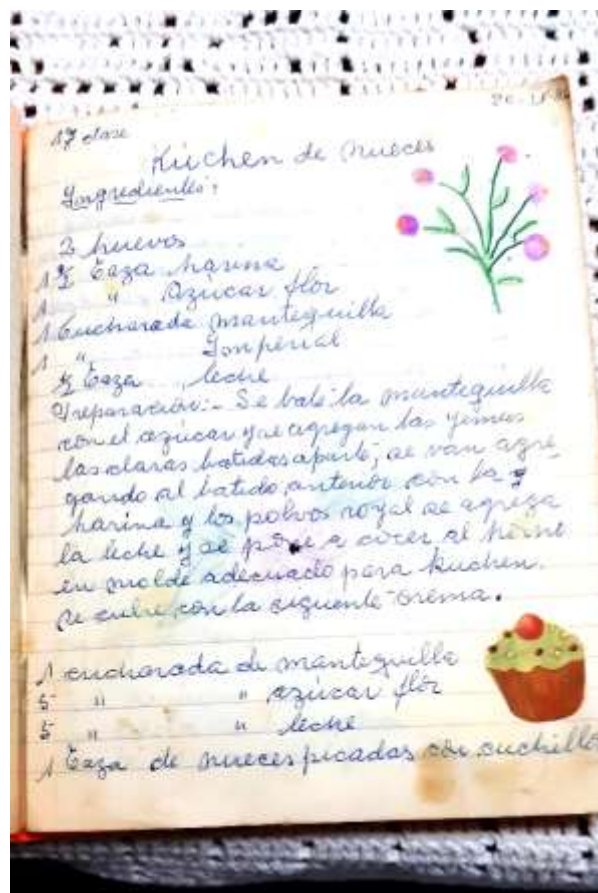 17 clase
Kuchen de nueces
Ingredientes:
2 huevos
1 ½ taza harina
1 " azúcar flor
1 cucharada mantequilla
1 " Imperial
½ taza leche
Preparación:- Se bate la mantequilla
con el azúcar y se agregan las yemas
las claras batidas aparte, se van agre
gando al batido anterior con la
harina y los polvos royal se agrega
la leche y se pone a cocer al horno
en molde adecuado para kuchen.
Se cubre con la siguiente crema.
1 cucharada de mantequilla
5 " " azúcar flor
5 " " leche
1 taza de nueces picadas con cuchillo